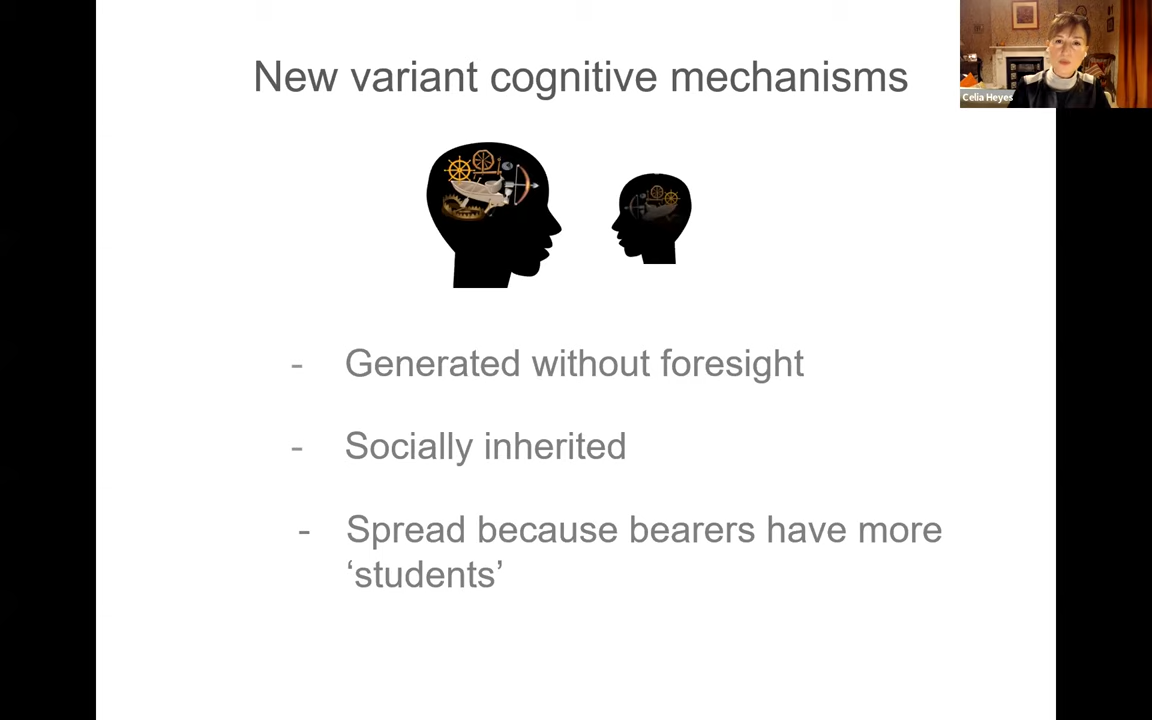 New variant cognitive mechanisms
Celia Heyes
- Generated without foresight
- Socially inherited
- Spread because bearers have more
‘students’